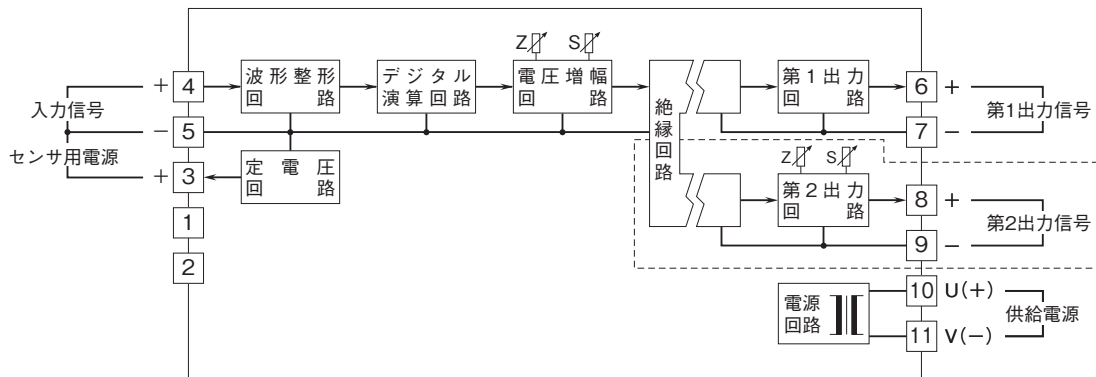 Z S
+ 4 波形整形回路 デジタル演算回路 電圧増幅回路 絶縁回路 第1出力回路 6 +
入力信号 第1出力信号
− 5 7 −
センサ用電源
+ 3 定電圧回路
Z S
1 第2出力回路 8 +
第2出力信号
2 9 −
電源回路 10 U(+)
供給電源
11 V(−)